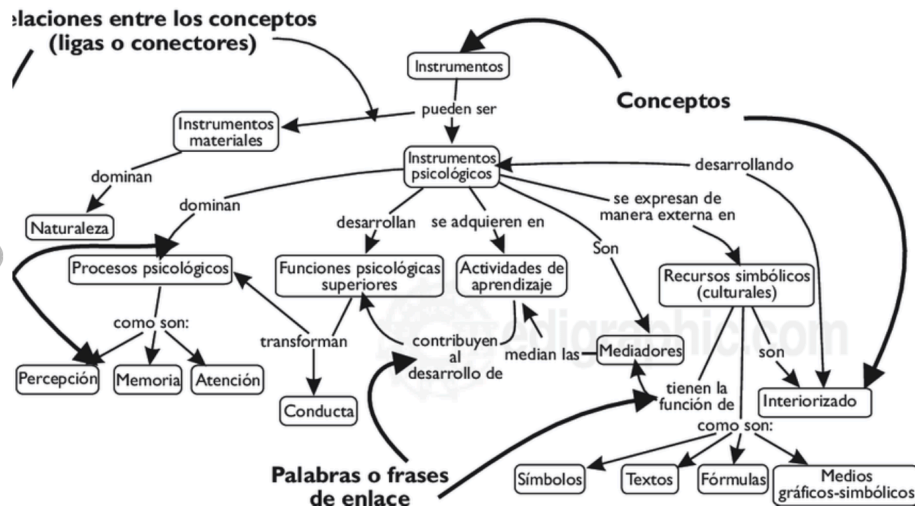 elaciones entre los conceptos
(ligas o conectores)
Instrumentos
Conceptos
pueden ser
Instrumentos
materiales
Instrumentos
psicológicos
desarrollando
dominan
dominan
se expresan de
manera externa en
desarrollan
se adquieren en
Naturaleza
Son
Procesos psicológicos
Funciones psicológicas
superiores
Actividades de
aprendizaje
Recursos simbólicos
(culturales)
como son:
transforman
contribuyen
al
desarrollo de
median las
Mediadores
son
Percepción
Memoria
Atención
tienen la
función de
Interiorizado
Conducta
como son:
Palabras o frases
de enlace
Símbolos
Textos
Fórmulas
Medios
gráficos-simbólicos
edigraphic.com